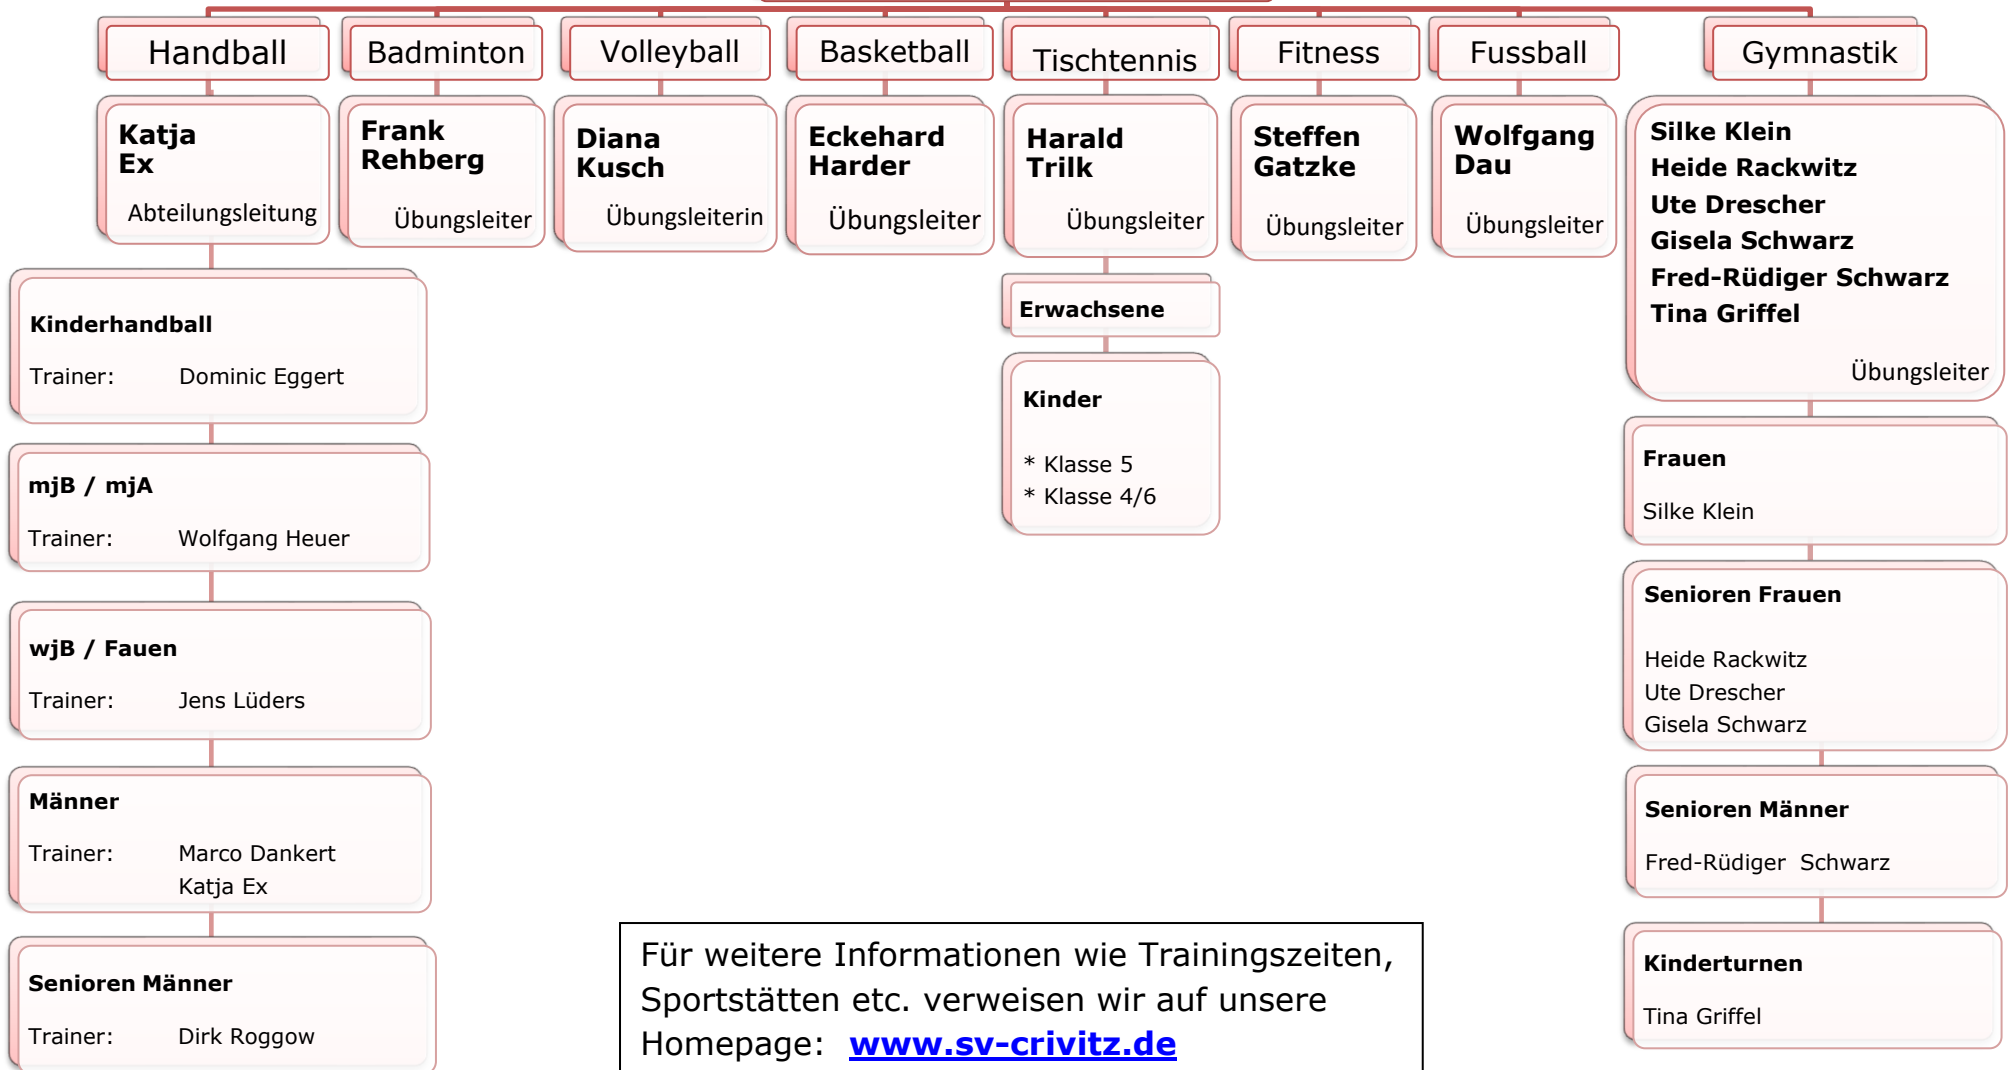 Handball
Badminton
Volleyball
Basketball
Tischtennis
Fitness
Fussball
Gymnastik
Katja
Ex
Abteilungsleitung
Frank
Rehberg
Übungsleiter
Diana
Kusch
Übungsleiterin
Eckehard
Harder
Übungsleiter
Harald
Trilk
Übungsleiter
Steffen
Gatzke
Übungsleiter
Wolfgang
Dau
Übungsleiter
Silke Klein
Heide Rackwitz
Ute Drescher
Gisela Schwarz
Fred-Rüdiger Schwarz
Tina Griffel
Übungsleiter
Kinderhandball
Trainer: Dominic Eggert
mjB / mjA
Trainer: Wolfgang Heuer
wjB / Fauen
Trainer: Jens Lüders
Männer
Trainer: Marco Dankert
Katja Ex
Senioren Männer
Trainer: Dirk Roggow
Erwachsene
Kinder
* Klasse 5
* Klasse 4/6
Frauen
Silke Klein
Senioren Frauen
Heide Rackwitz
Ute Drescher
Gisela Schwarz
Senioren Männer
Fred-Rüdiger Schwarz
Kinderturnen
Tina Griffel
Für weitere Informationen wie Trainingszeiten,
Sportstätten etc. verweisen wir auf unsere
Homepage: www.sv-crivitz.de